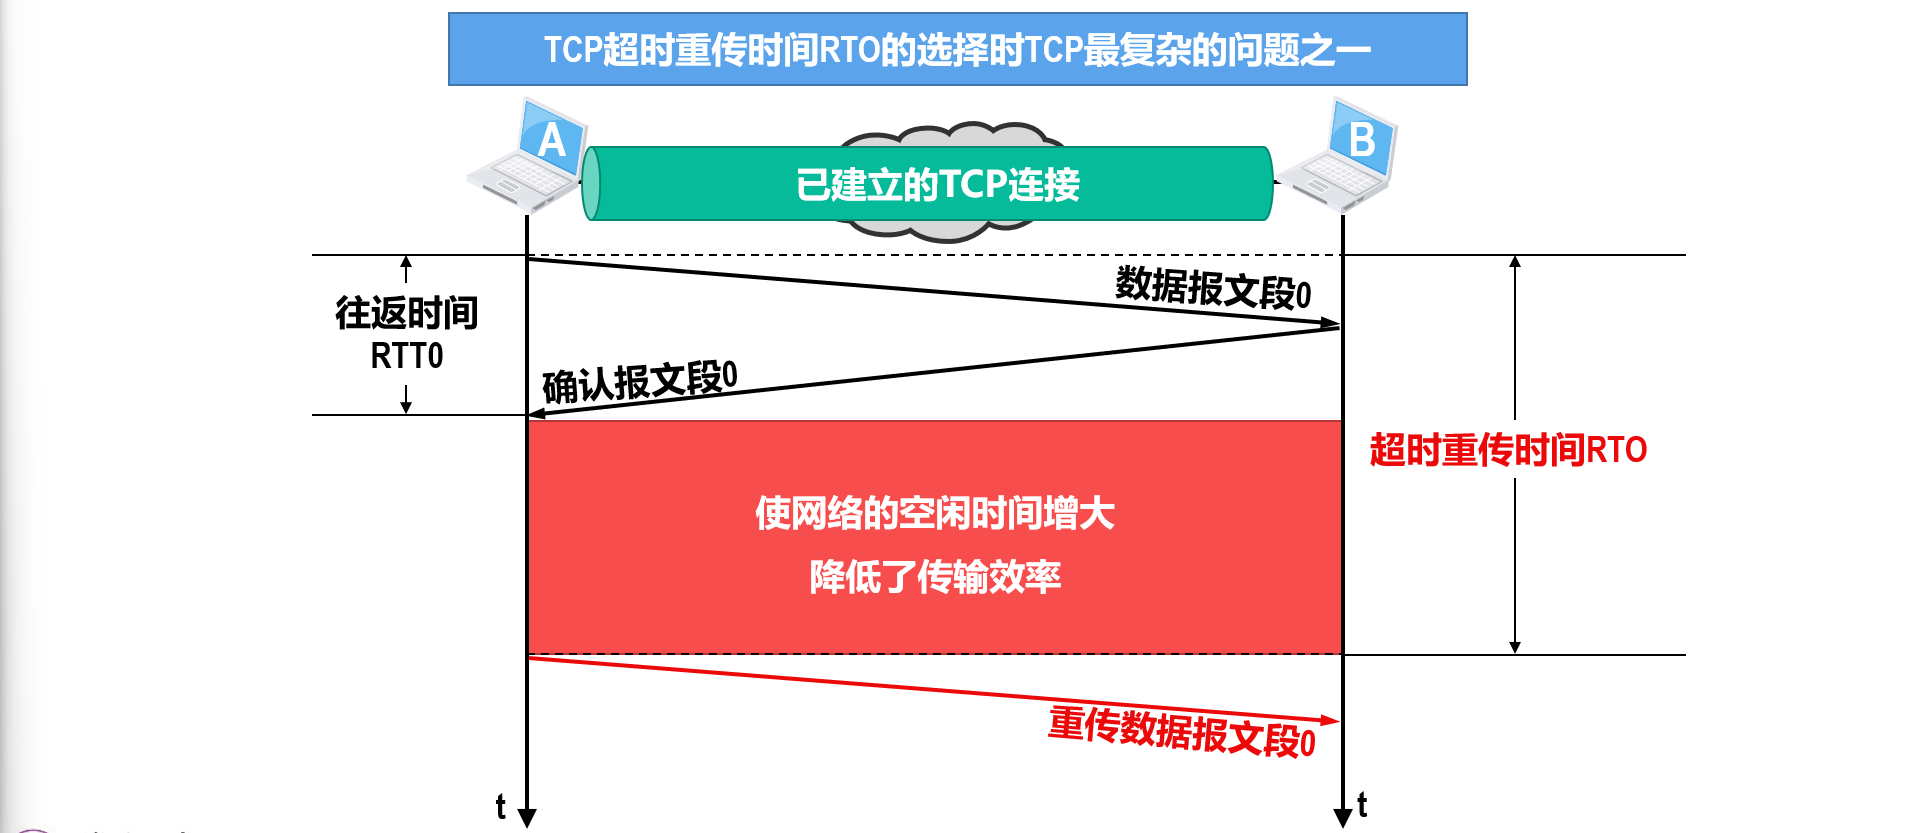 TCP超时重传时间RTO的选择时TCP最复杂的问题之一
A
B
已建立的TCP连接
数据报文段0
往返时间
RTT0
确认报文段0
超时重传时间RTO
使网络的空闲时间增大
降低了传输效率
重传数据报文段0
t
t